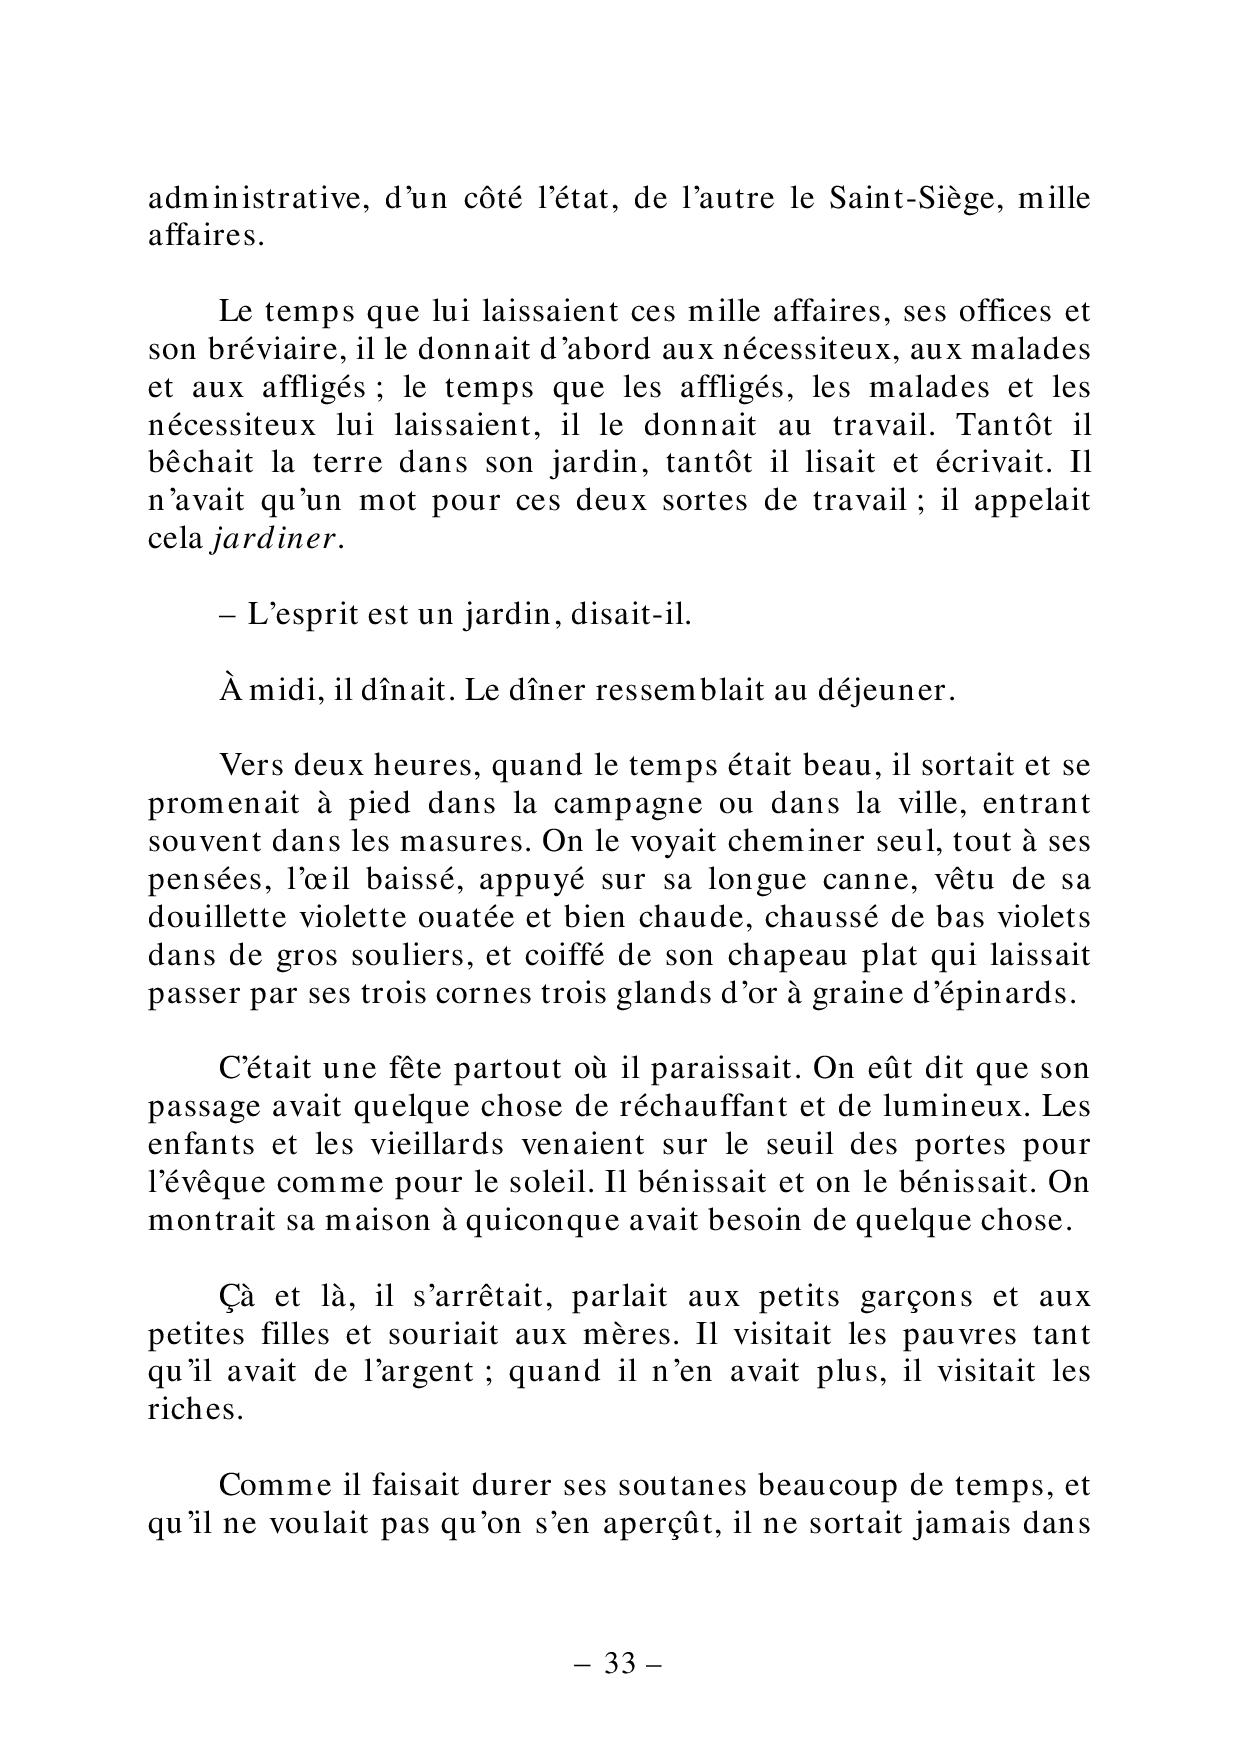 administrative, d’un côté l’état, de l’autre le Saint-Siège, mille
affaires.
Le temps que lui laissaient ces mille affaires, ses offices et
son bréviaire, il le donnait d’abord aux nécessiteux, aux malades
et aux affligés ; le temps que les affligés, les malades et les
nécessiteux lui laissaient, il le donnait au travail. Tantôt il
bêchait la terre dans son jardin, tantôt il lisait et écrivait. Il
n’avait qu’un mot pour ces deux sortes de travail ; il appelait
cela jardiner.
– L’esprit est un jardin, disait-il.
À midi, il dînait. Le dîner ressemblait au déjeuner.
Vers deux heures, quand le temps était beau, il sortait et se
promenait à pied dans la campagne ou dans la ville, entrant
souvent dans les masures. On le voyait cheminer seul, tout à ses
pensées, l’œil baissé, appuyé sur sa longue canne, vêtu de sa
douillette violette ouatée et bien chaude, chaussé de bas violets
dans de gros souliers, et coiffé de son chapeau plat qui laissait
passer par ses trois cornes trois glands d’or à graine d’épinards.
C’était une fête partout où il paraissait. On eût dit que son
passage avait quelque chose de réchauffant et de lumineux. Les
enfants et les vieillards venaient sur le seuil des portes pour
l’évêque comme pour le soleil. Il bénissait et on le bénissait. On
montrait sa maison à quiconque avait besoin de quelque chose.
Çà et là, il s’arrêtait, parlait aux petits garçons et aux
petites filles et souriait aux mères. Il visitait les pauvres tant
qu’il avait de l’argent ; quand il n’en avait plus, il visitait les
riches.
Comme il faisait durer ses soutanes beaucoup de temps, et
qu’il ne voulait pas qu’on s’en aperçût, il ne sortait jamais dans
– 33 –